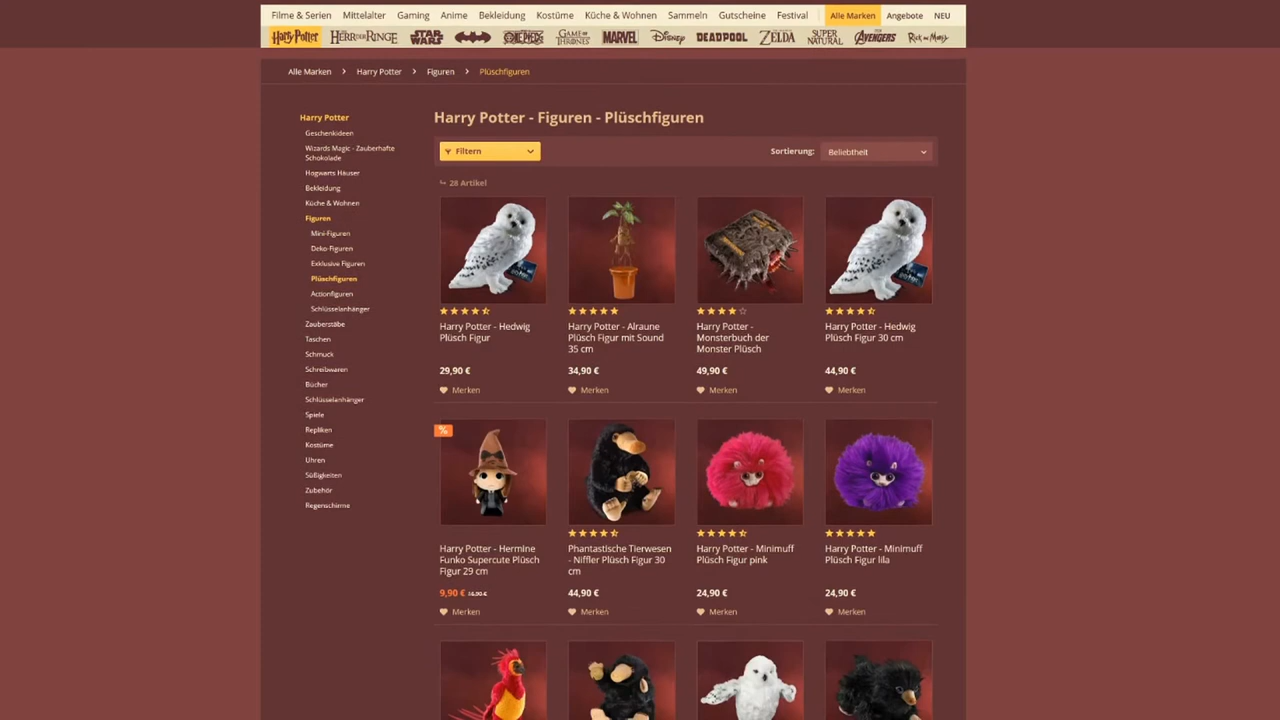 Filme & Serien Mittelalter Gaming Anime Bekleidung Kostüme Küche & Wohnen Sammeln Gutscheine Festival Alle Marken Angebote NEU
Harry Potter HERR DER RINGE STAR WARS ONE PIECE GAME OF THRONES MARVEL Disney DEADPOOL ZELDA SUPER NATURAL AVENGERS Rick and Morty
Alle Marken Harry Potter Figuren Plüschfiguren
Harry Potter
Geschenkideen
Wizards Magic - Zauberhafte
Schokolade
Hogwarts Häuser
Bekleidung
Küche & Wohnen
Figuren
Mini-Figuren
Deko-Figuren
Exklusive Figuren
Plüschfiguren
Actionfiguren
Schlüsselanhänger
Zauberstäbe
Taschen
Schmuck
Schreibwaren
Bücher
Schlüsselanhänger
Spiele
Repliken
Kostüme
Uhren
Süßigkeiten
Zubehör
Regenschirme
Harry Potter - Figuren - Plüschfiguren
Filtern
Sortierung: Beliebtheit
28 Artikel
Harry Potter - Hedwig
Plüsch Figur
29,90 €
Merken
Harry Potter - Alraune
Plüsch Figur mit Sound
35 cm
34,90 €
Merken
Harry Potter -
Monsterbuch der
Monster Plüsch
49,90 €
Merken
Harry Potter - Hedwig
Plüsch Figur 30 cm
44,90 €
Merken
%
Harry Potter - Hermine
Funko Supercute Plüsch
Figur 29 cm
9,90 € 16,90 €
Merken
Phantastische Tierwesen
- Niffler Plüsch Figur 30
cm
44,90 €
Merken
Harry Potter - Minimuff
Plüsch Figur pink
24,90 €
Merken
Harry Potter - Minimuff
Plüsch Figur lila
24,90 €
Merken